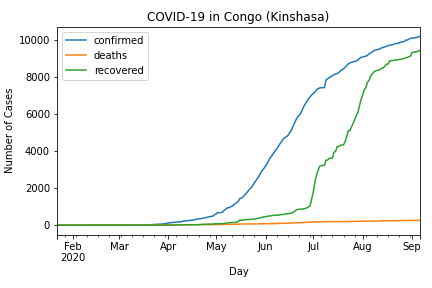 COVID-19 in Congo (Kinshasa)
confirmed
deaths
recovered
Number of Cases
10000
8000
6000
4000
2000
0
Feb Mar Apr May Jun Jul Aug Sep
2020
Day